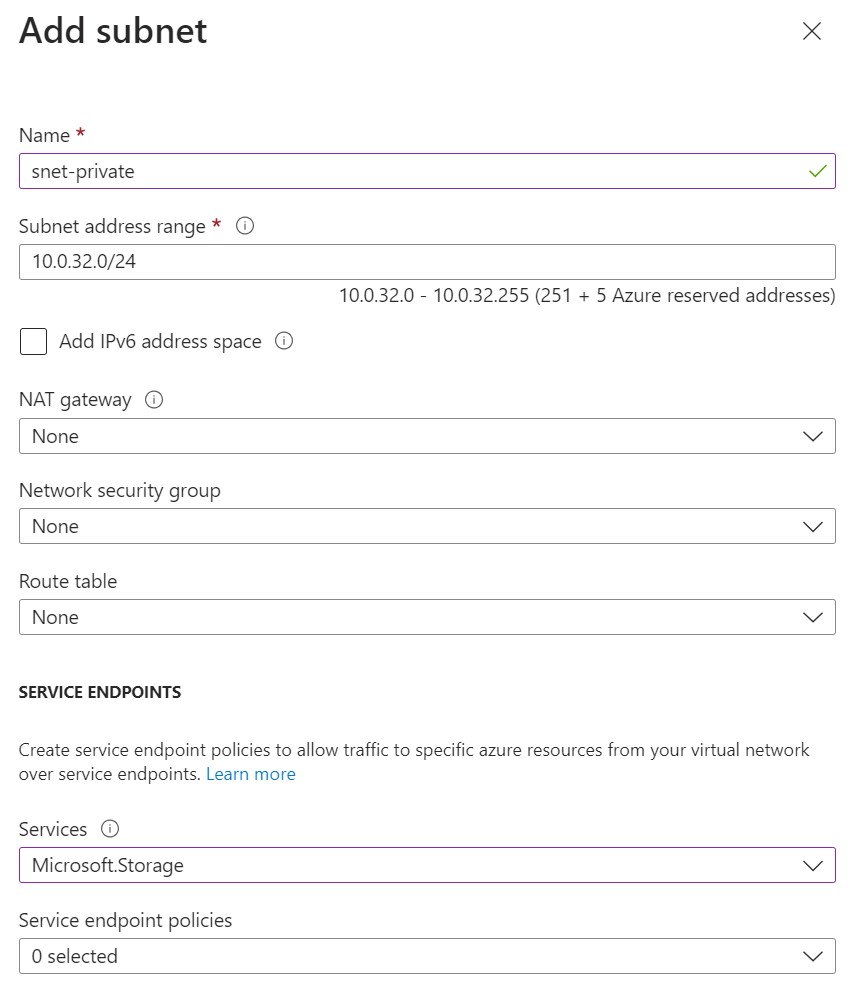 Add subnet
Name *
snet-private
Subnet address range *
10.0.32.0/24
10.0.32.0 - 10.0.32.255 (251 + 5 Azure reserved addresses)
Add IPv6 address space
NAT gateway
None
Network security group
None
Route table
None
SERVICE ENDPOINTS
Create service endpoint policies to allow traffic to specific azure resources from your virtual network
over service endpoints. Learn more
Services
Microsoft.Storage
Service endpoint policies
0 selected